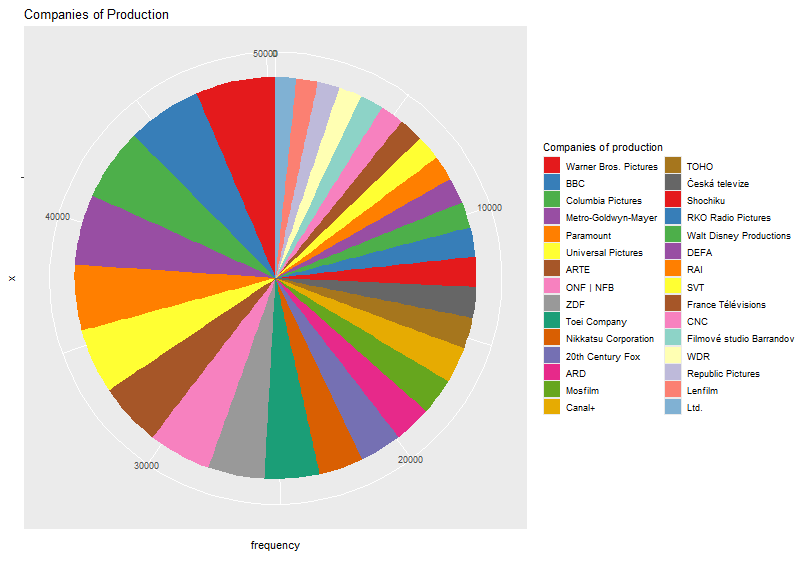 Companies of Production
50000
0
10000
20000
30000
40000
x
frequency
Companies of production
Warner Bros. Pictures
BBC
Columbia Pictures
Metro-Goldwyn-Mayer
Paramount
Universal Pictures
ARTE
ONF | NFB
ZDF
Toei Company
Nikkatsu Corporation
20th Century Fox
ARD
Mosfilm
Canal+
TOHO
Česká televize
Shochiku
RKO Radio Pictures
Walt Disney Productions
DEFA
RAI
SVT
France Télévisions
CNC
Filmové studio Barrandov
WDR
Republic Pictures
Lenfilm
Ltd.